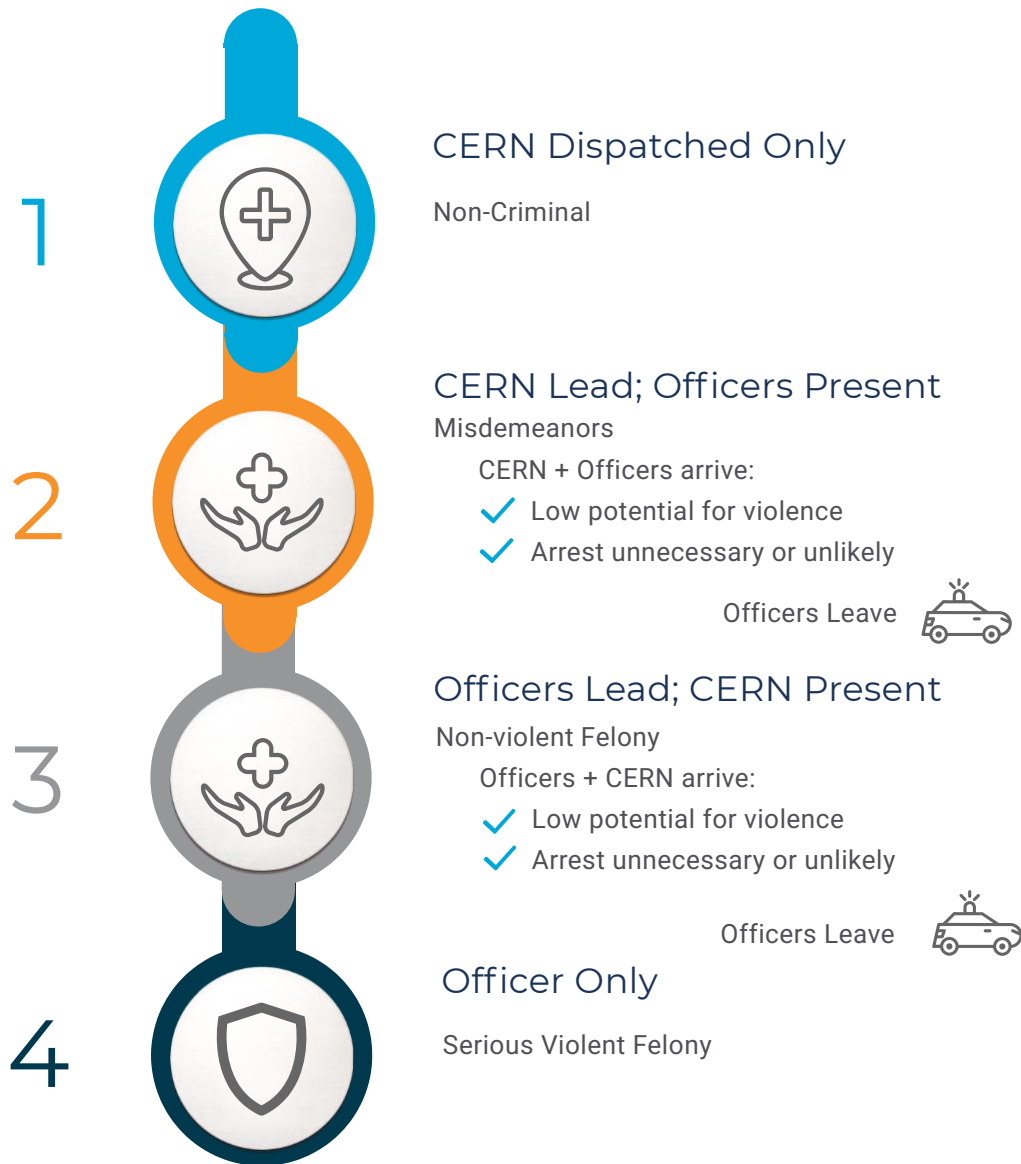 1
CERN Dispatched Only
Non-Criminal
2
CERN Lead; Officers Present
Misdemeanors
CERN + Officers arrive:
Low potential for violence
Arrest unnecessary or unlikely
Officers Leave
3
Officers Lead; CERN Present
Non-violent Felony
Officers + CERN arrive:
Low potential for violence
Arrest unnecessary or unlikely
Officers Leave
4
Officer Only
Serious Violent Felony